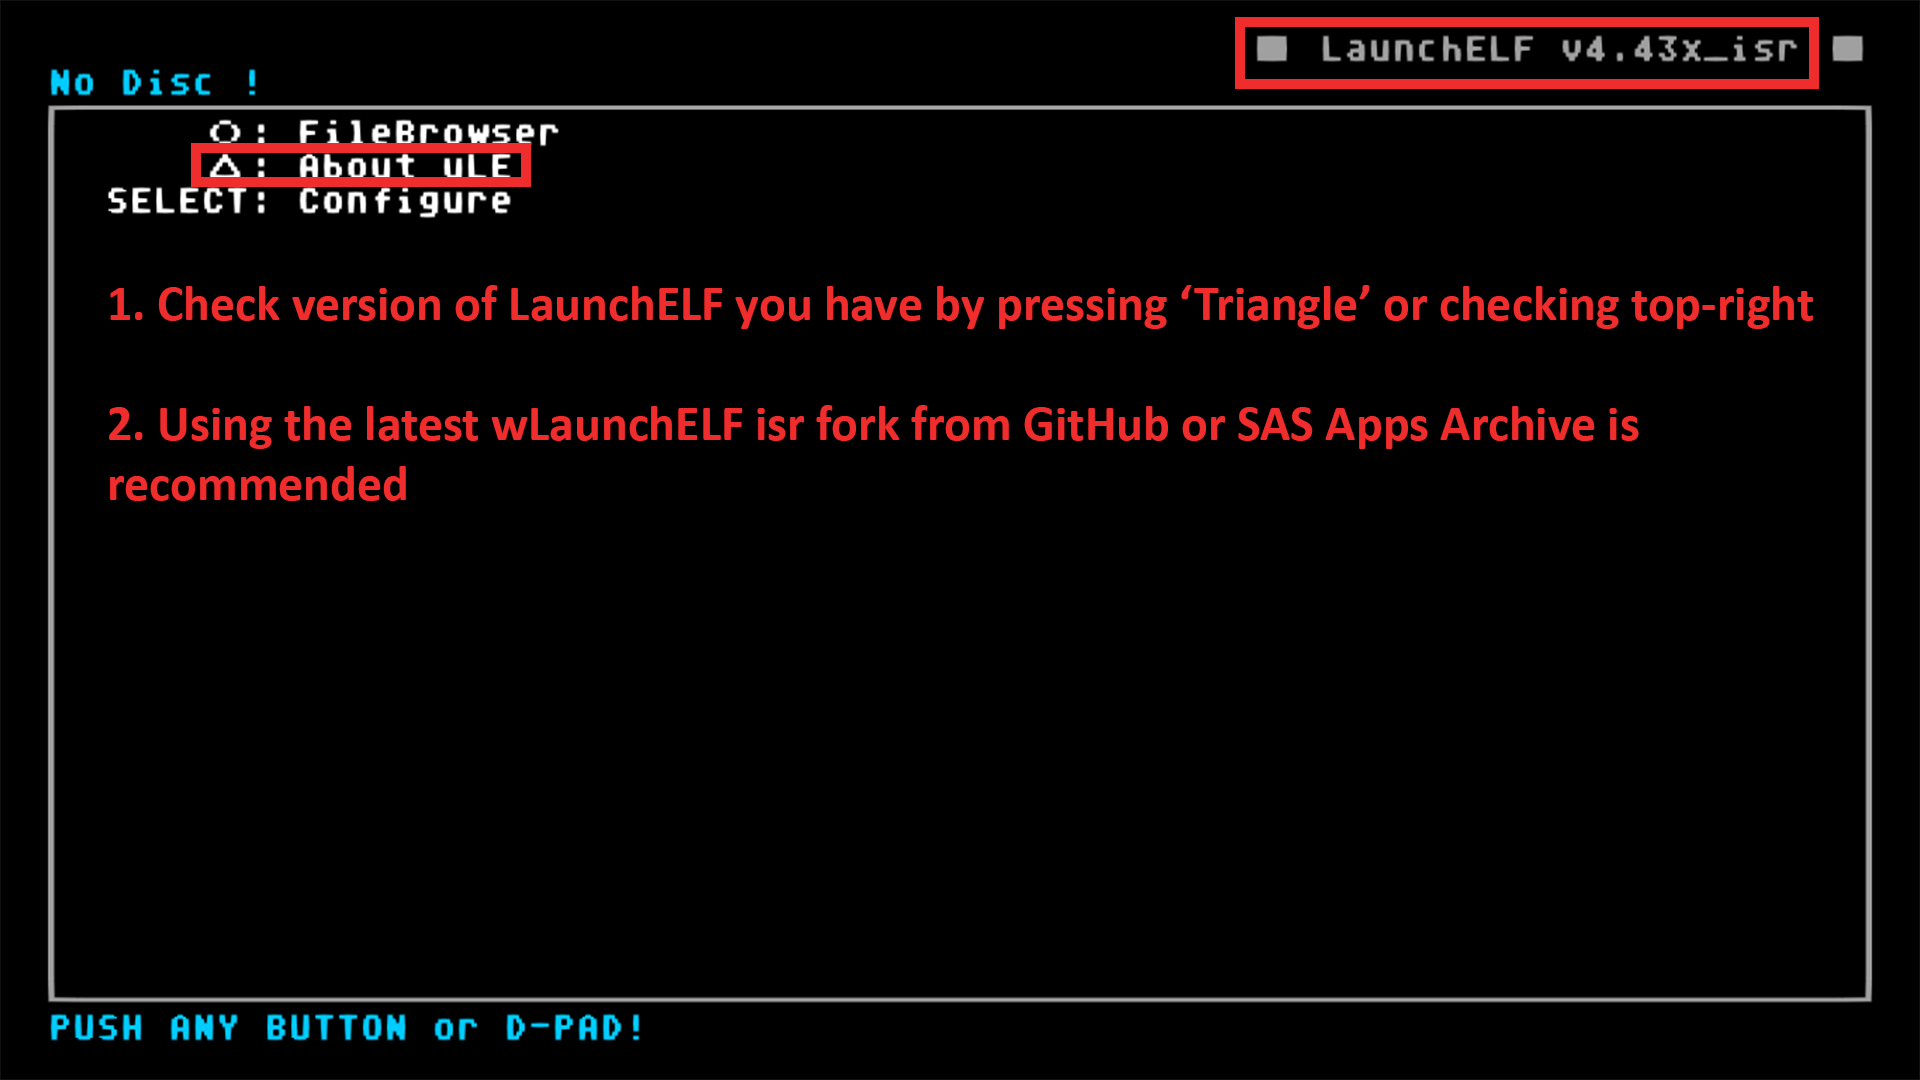 ■ LaunchELF v4.43x_isr ■
No Disc !
○: FileBrowser
△: About uLE
SELECT: Configure
1. Check version of LaunchELF you have by pressing ‘Triangle’ or checking top-right
2. Using the latest wLaunchELF isr fork from GitHub or SAS Apps Archive is
recommended
PUSH ANY BUTTON or D-PAD!